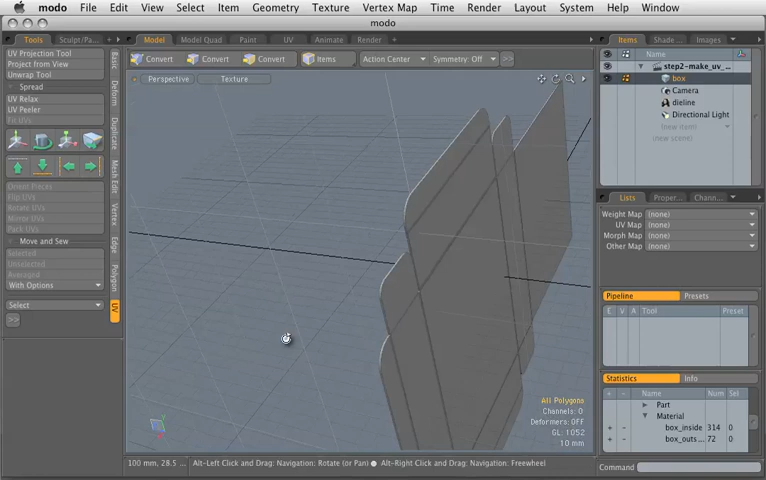 modo File Edit View Select Item Geometry Texture Vertex Map Time Render Layout System Window Help
modo
Tools Sculpt/Pa... Model Model Quad Paint UV Animate Render Items Shading Images
UV Projection Tool
Project from View
Unwrap Tool
Spread
UV Relax
UV Peeler
Fit UVs
Orient Pieces
Flip UVs
Rotate UVs
Mirror UVs
Pack UVs
Move and Sew
Selected
Unselected
Averaged
With Options
Select
>>
Basic
Deform
Duplicate
Mesh Edit
Vertex
Edge
Polygon
UV
Convert Convert Convert Items Action Center Symmetry: Off >>
Perspective Texture
All Polygons
Channels: 0
Deformers: OFF
GL: 1052
10 mm
100 mm, 28.5 ... Alt-Left Click and Drag: Navigation: Rotate (or Pan) Alt-Right Click and Drag: Navigation: Freewheel
Name
step2-make_uv_...
box
Camera
dieline
Directional Light
(new item)
(new scene)
Lists Proper... Chann...
Weight Map (none)
UV Map (none)
Morph Map (none)
Other Map (none)
Pipeline Presets
E V A Tool Preset
Statistics Info
Name Num Sel
+ Part
+ Material
+ - box_inside 314 0
+ - box_outs ... 72 0
Command